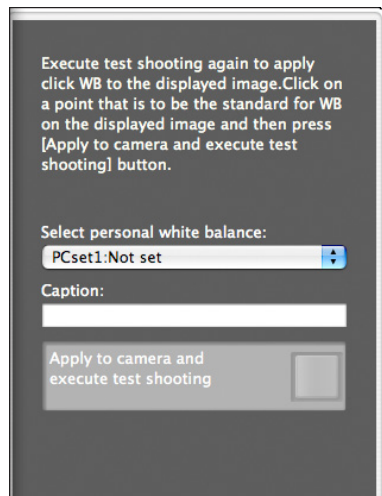 Execute test shooting again to apply
click WB to the displayed image.Click on
a point that is to be the standard for WB
on the displayed image and then press
[Apply to camera and execute test
shooting] button.
Select personal white balance:
PCset1:Not set
Caption:
Apply to camera and
execute test shooting